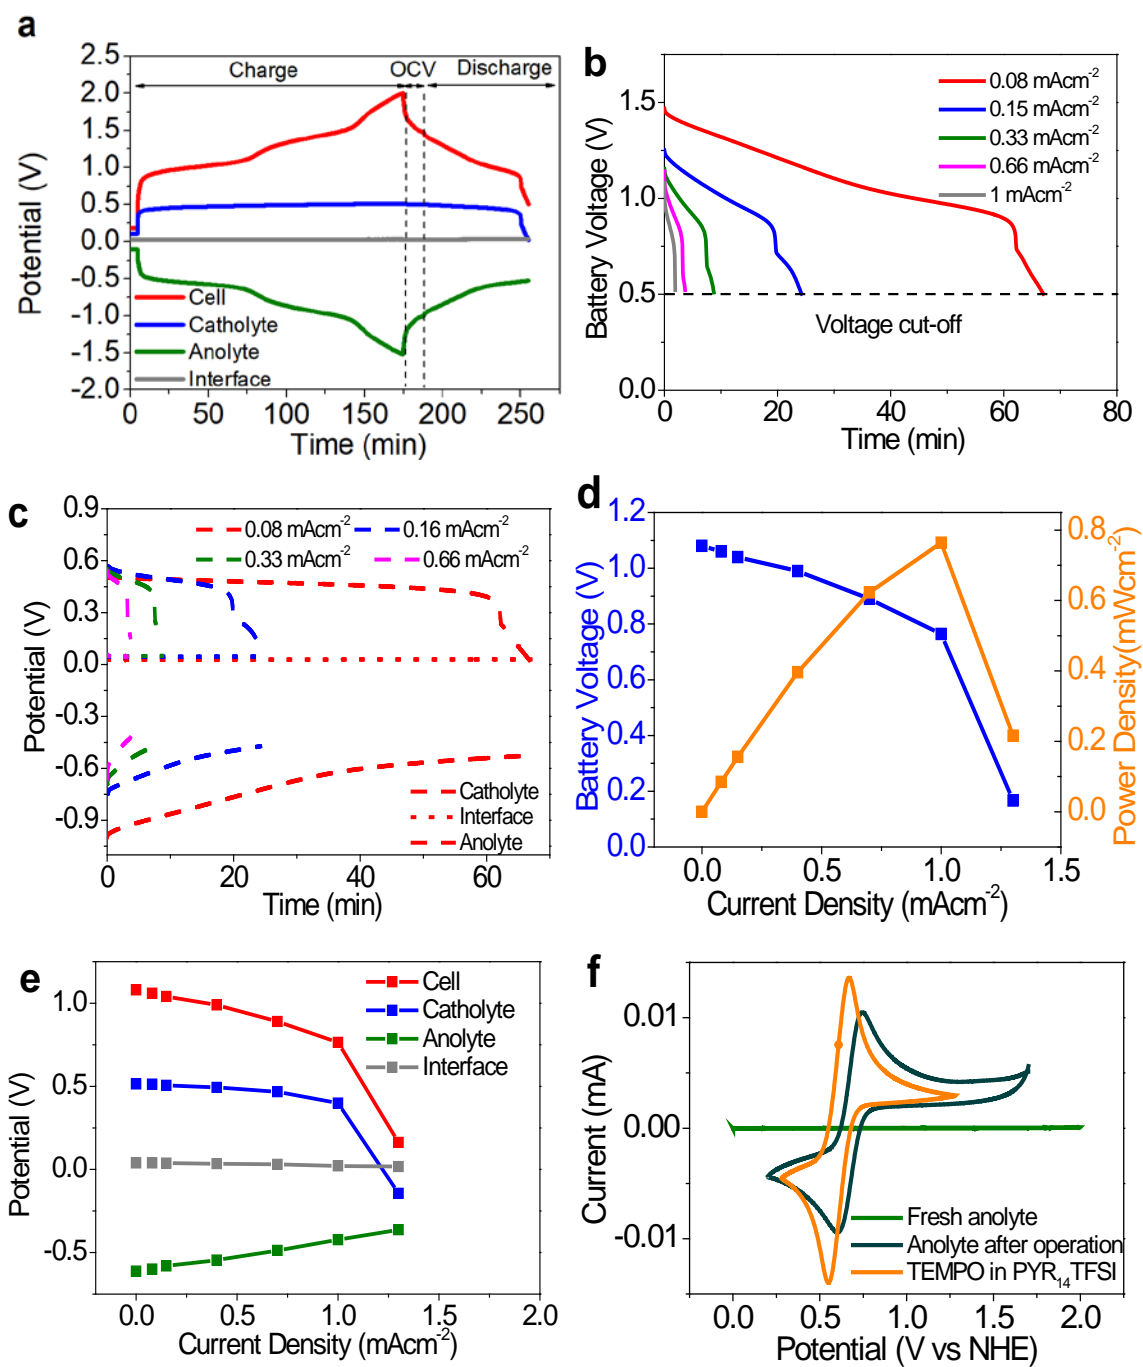 a
2.5
2.0
1.5
1.0
0.5
0.0
-0.5
-1.0
-1.5
-2.0
Potential (V)
Charge
OCV
Discharge
Cell
Catholyte
Anolyte
Interface
0
50
100
150
200
250
Time (min)
b
1.5
1.0
0.5
0.0
Battery Voltage (V)
0.08 mAcm-2
0.15 mAcm-2
0.33 mAcm-2
0.66 mAcm-2
1 mAcm-2
Voltage cut-off
0
20
40
60
80
Time (min)
c
0.9
0.6
0.3
0.0
-0.3
-0.6
-0.9
Potential (V)
0.08 mAcm-2
0.16 mAcm-2
0.33 mAcm-2
0.66 mAcm-2
Catholyte
Interface
Anolyte
0
20
40
60
Time (min)
d
1.2
1.0
0.8
0.6
0.4
0.2
0.0
Battery Voltage (V)
0.8
0.6
0.4
0.2
0.0
Power Density(mWcm-2)
0.0
0.5
1.0
1.5
Current Density (mAcm-2)
e
1.0
0.5
0.0
-0.5
Potential (V)
Cell
Catholyte
Anolyte
Interface
0.0
0.5
1.0
1.5
2.0
Current Density (mAcm-2)
f
0.01
0.00
-0.01
Current (mA)
Fresh anolyte
Anolyte after operation
TEMPO in PYR14TFSI
0.0
0.5
1.0
1.5
2.0
Potential (V vs NHE)